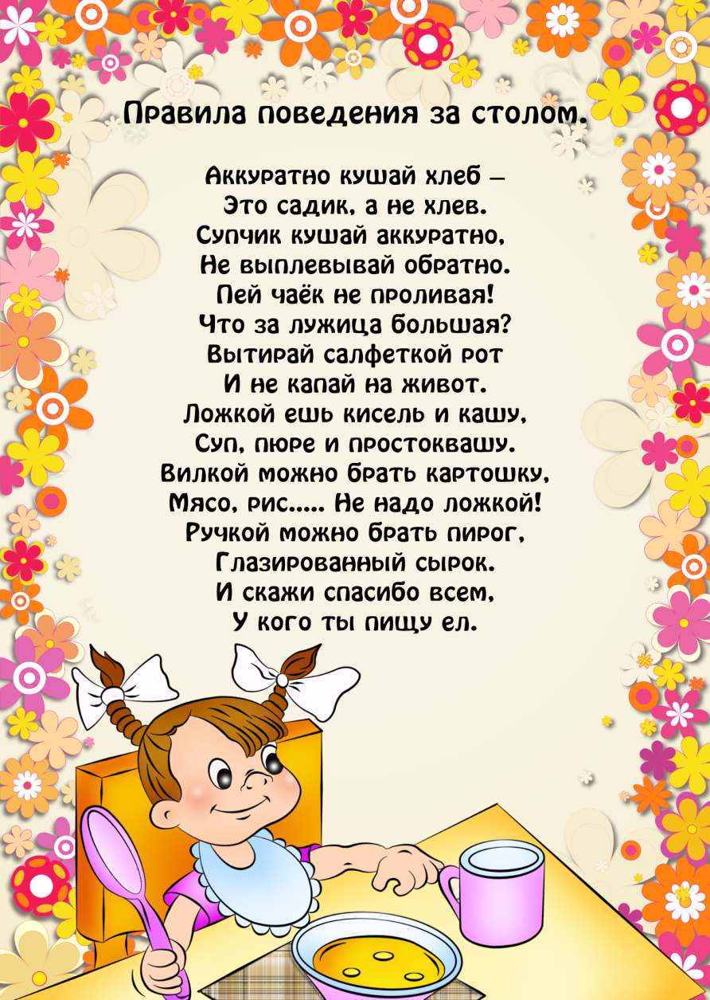 Правила поведения за столом.
Аккуратно кушай хлеб –
Это садик, а не хлев.
Супчик кушай аккуратно,
Не выплевывай обратно.
Пей чаёк не проливая!
Что за лужица большая?
Вытирай салфеткой рот
И не капай на живот.
Ложкой ешь кисель и кашу,
Суп, пюре и простоквашу.
Вилкой можно брать картошку,
Мясо, рис..... Не надо ложкой!
Ручкой можно брать пирог,
Глазированный сырок.
И скажи спасибо всем,
У кого ты пищу ел.